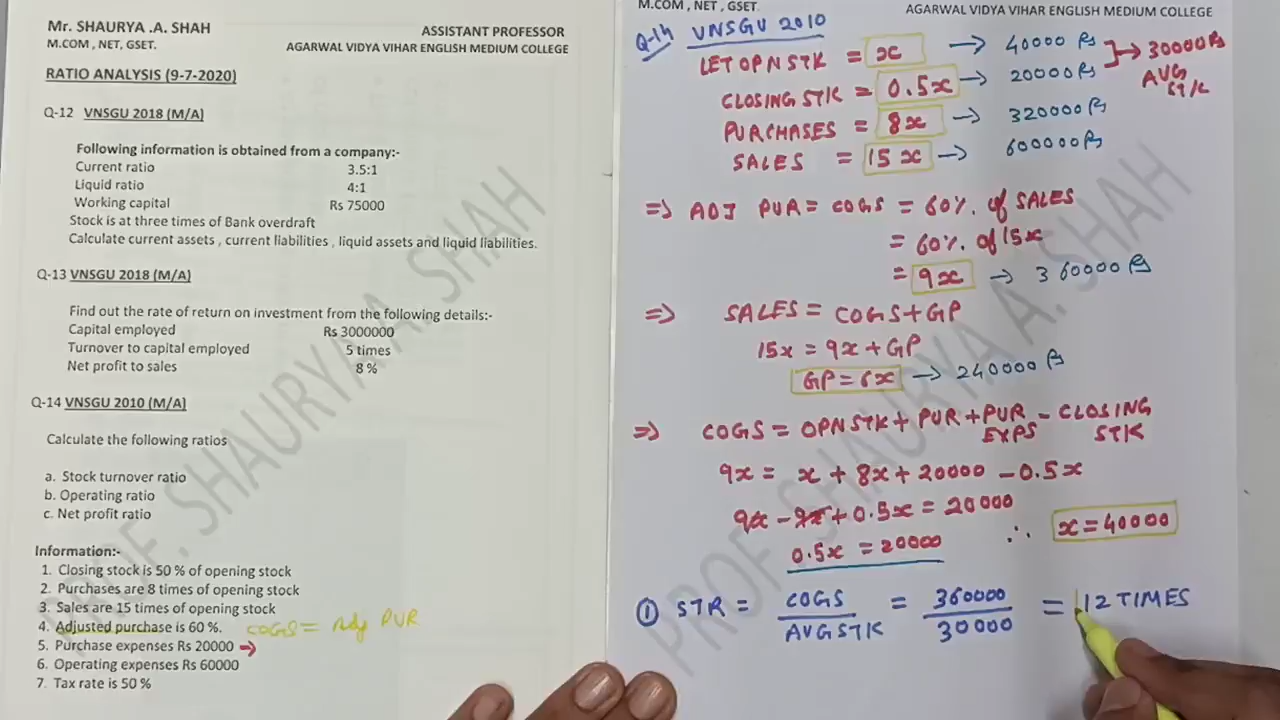 Mr. SHAURYA .A. SHAH
M.COM , NET, GSET.
ASSISTANT PROFESSOR
AGARWAL VIDYA VIHAR ENGLISH MEDIUM COLLEGE
RATIO ANALYSIS (9-7-2020)
Q-12 VNSGU 2018 (M/A)
Following information is obtained from a company:-
Current ratio 3.5:1
Liquid ratio 4:1
Working capital Rs 75000
Stock is at three times of Bank overdraft
Calculate current assets , current liabilities , liquid assets and liquid liabilities.
Q-13 VNSGU 2018 (M/A)
Find out the rate of return on investment from the following details:-
Capital employed Rs 3000000
Turnover to capital employed 5 times
Net profit to sales 8 %
Q-14 VNSGU 2010 (M/A)
Calculate the following ratios
a. Stock turnover ratio
b. Operating ratio
c. Net profit ratio
Information:-
1. Closing stock is 50 % of opening stock
2. Purchases are 8 times of opening stock
3. Sales are 15 times of opening stock
4. Adjusted purchase is 60 %. COGS = Adj PUR
5. Purchase expenses Rs 20000 →
6. Operating expenses Rs 60000
7. Tax rate is 50 %
PROF. SHAURYA A. SHAH
M.COM , NET , GSET.
AGARWAL VIDYA VIHAR ENGLISH MEDIUM COLLEGE
Q-14 VNSGU 2010
LET OPN STK = x → 40000 Rs
CLOSING STK = 0.5x → 20000 Rs
→ 30000 Rs
AVG
STK
PURCHASES = 8x → 320000 Rs
SALES = 15x → 600000 Rs
⇒ ADJ PUR = COGS = 60%. of SALES
= 60%. of 15x
= 9x → 360000 Rs
⇒ SALES = COGS + GP
15x = 9x + GP
GP = 6x → 240000 Rs
⇒ COGS = OPN STK + PUR + PUR EXPS - CLOSING STK
9x = x + 8x + 20000 - 0.5x
9x - 9x + 0.5x = 20000
0.5x = 20000 ∴ x = 40000
① STR = COGS / AVG STK = 360000 / 30000 = 12 TIMES
PROF. SHAURYA A. SHAH